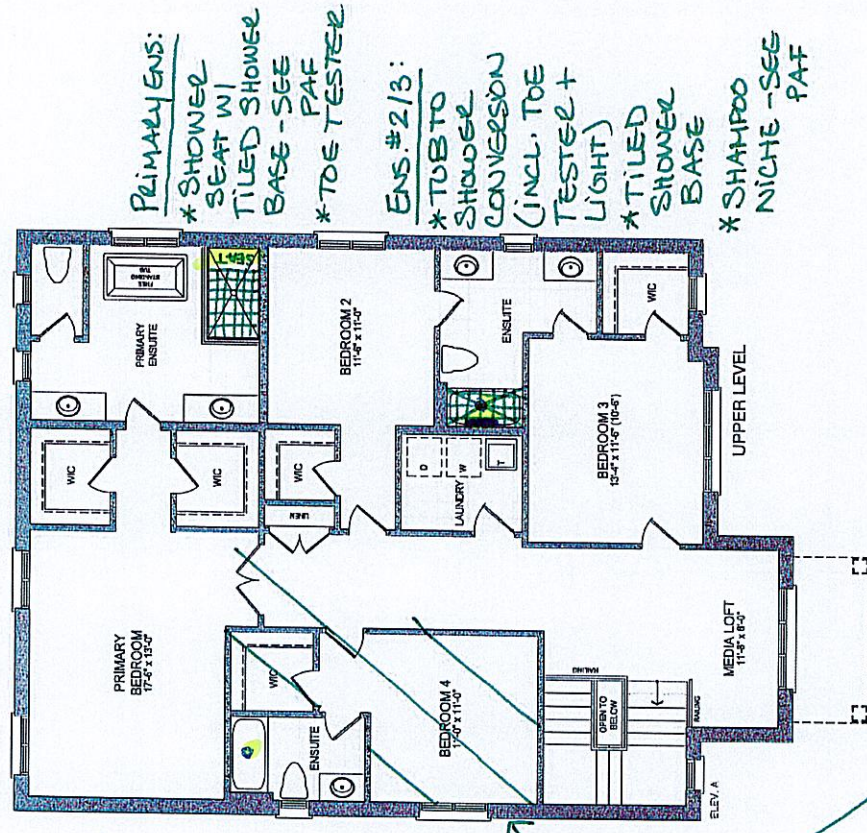 PRIMARY ENS:
* SHOWER
SEAT W/
TILED SHOWER
BASE - SEE
PAF
* TOE TESTER
ENS. #2/3:
* TUB TO
SHOWER
CONVERSION
(INCL. TOE
TESTER +
LIGHT)
* TILED
SHOWER
BASE
* SHAMPOO
NICHE - SEE
PAF
PRIMARY
BEDROOM
17'-6" x 13'-0"
WIC
WIC
PRIMARY
ENSUITE
FREE
STANDING
TUB
SEAT
WIC
LINEN
BEDROOM 2
11'-6" x 11'-0"
ENSUITE
WIC
ENSUITE
WIC
LAUNDRY
D
W
T
BEDROOM 4
11'-0" x 11'-0"
BEDROOM 3
13'-4" x 11'-6" (10'-6")
RAILING
OPEN TO
BELOW
RAILING
MEDIA LOFT
11'-8" x 8'-0"
ELEV. A
UPPER LEVEL